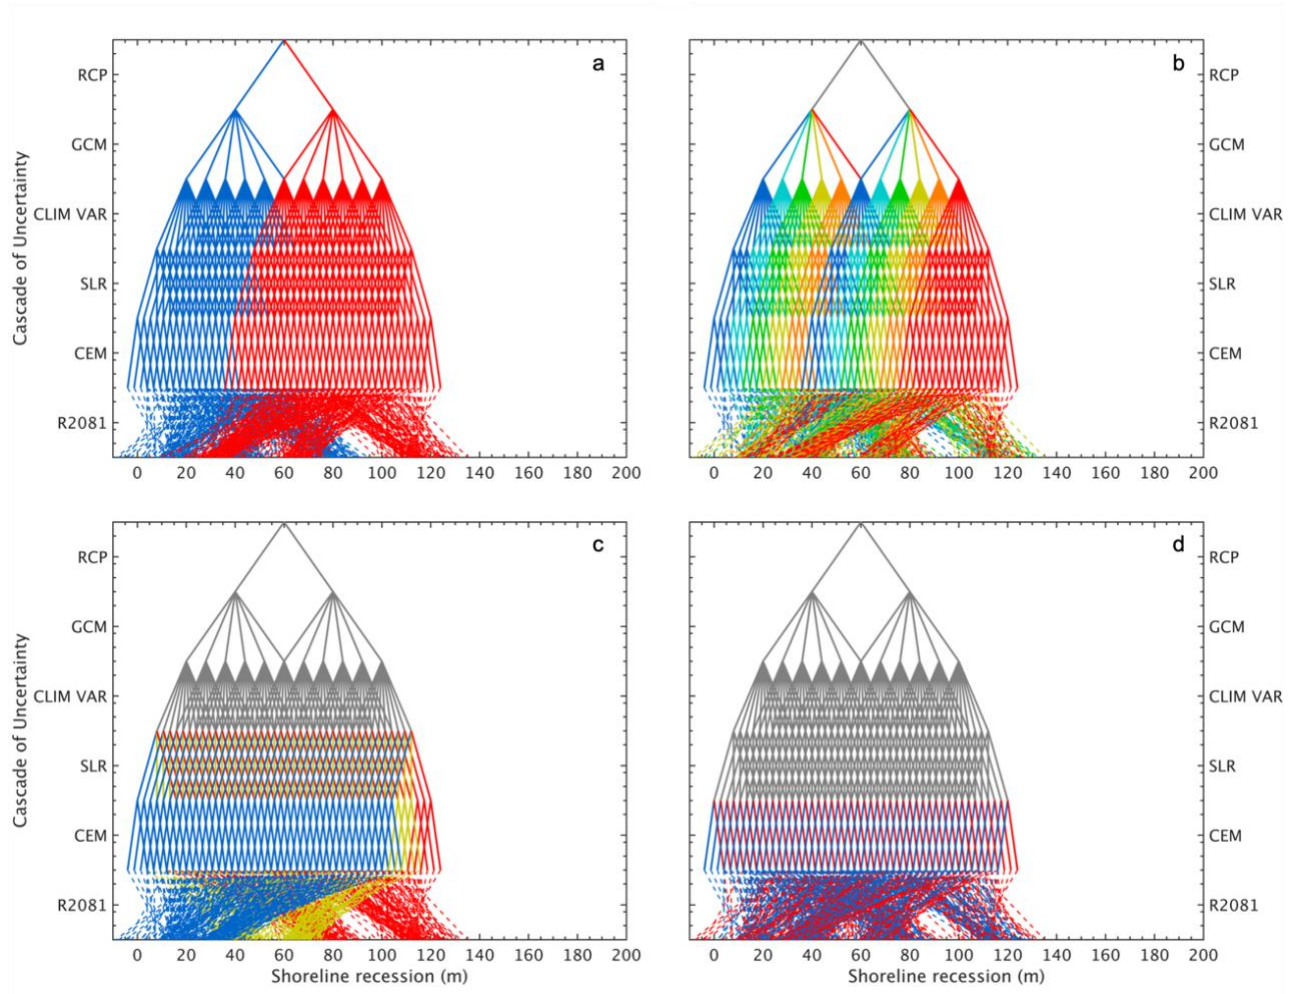 a
RCP
GCM
CLIM VAR
SLR
CEM
R2081
Cascade of Uncertainty
0 20 40 60 80 100 120 140 160 180 200
b
RCP
GCM
CLIM VAR
SLR
CEM
R2081
0 20 40 60 80 100 120 140 160 180 200
c
RCP
GCM
CLIM VAR
SLR
CEM
R2081
Cascade of Uncertainty
0 20 40 60 80 100 120 140 160 180 200
Shoreline recession (m)
d
RCP
GCM
CLIM VAR
SLR
CEM
R2081
0 20 40 60 80 100 120 140 160 180 200
Shoreline recession (m)